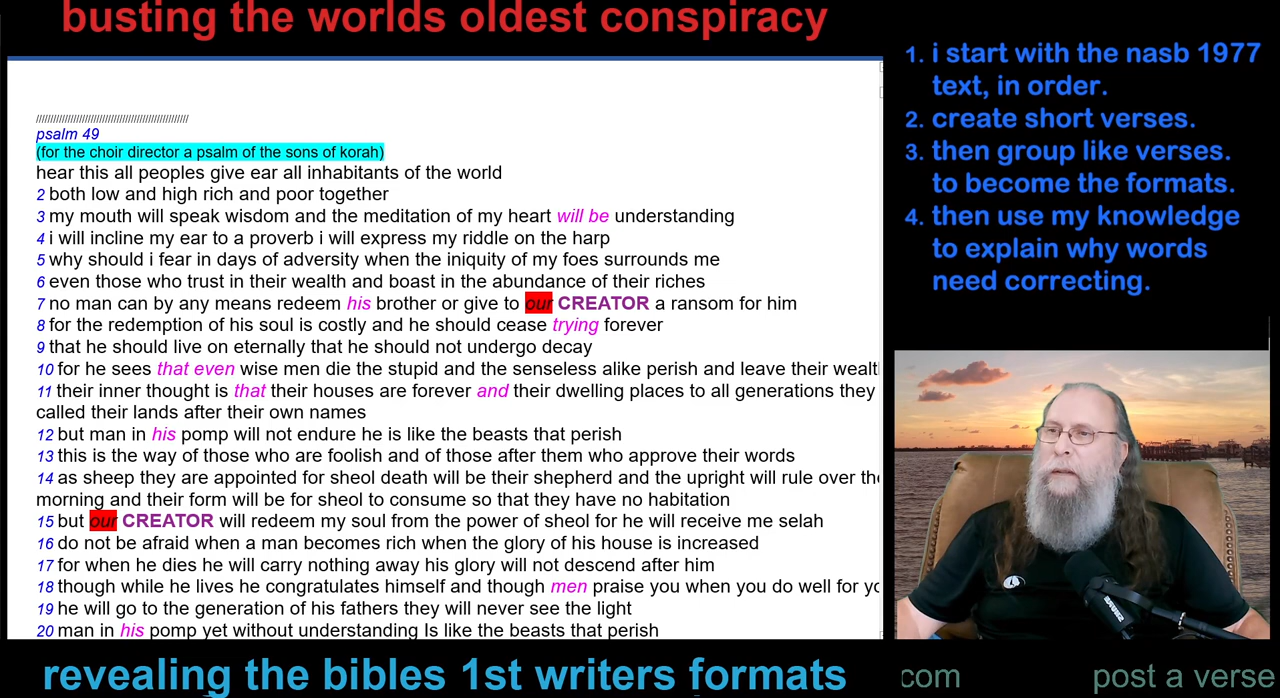 busting the worlds oldest conspiracy
////////////////////////////////////////////////////
psalm 49
(for the choir director a psalm of the sons of korah)
hear this all peoples give ear all inhabitants of the world
2 both low and high rich and poor together
3 my mouth will speak wisdom and the meditation of my heart will be understanding
4 i will incline my ear to a proverb i will express my riddle on the harp
5 why should i fear in days of adversity when the iniquity of my foes surrounds me
6 even those who trust in their wealth and boast in the abundance of their riches
7 no man can by any means redeem his brother or give to our CREATOR a ransom for him
8 for the redemption of his soul is costly and he should cease trying forever
9 that he should live on eternally that he should not undergo decay
10 for he sees that even wise men die the stupid and the senseless alike perish and leave their
11 their inner thought is that their houses are forever and their dwelling places to all generations they
called their lands after their own names
12 but man in his pomp will not endure he is like the beasts that perish
13 this is the way of those who are foolish and of those after them who approve their words
14 as sheep they are appointed for sheol death will be their shepherd and the upright will rule over
morning and their form will be for sheol to consume so that they have no habitation
15 but our CREATOR will redeem my soul from the power of sheol for he will receive me selah
16 do not be afraid when a man becomes rich when the glory of his house is increased
17 for when he dies he will carry nothing away his glory will not descend after him
18 though while he lives he congratulates himself and though men praise you when you do well for
19 he will go to the generation of his fathers they will never see the light
20 man in his pomp yet without understanding Is like the beasts that perish
revealing the bibles 1st writers formats
1. i start with the nasb 1977
text, in order.
2. create short verses.
3. then group like verses.
to become the formats.
4. then use my knowledge
to explain why words
need correcting.
com post a verse